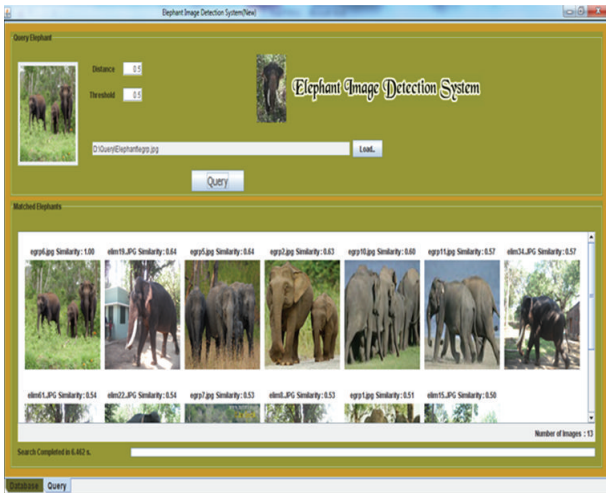 Elephant Image Detection System(New)
Query Elephant
Distance 0.5
Threshold 0.5
Elephant Image Detection System
D:\Query\Elephant\egrp.jpg
Load..
Query
Matched Elephants
egrp6.jpg Similarity: 1.00 elim19.JPG Similarity: 0.64 egrp5.jpg Similarity: 0.64 egrp2.jpg Similarity: 0.63 egrp10.jpg Similarity: 0.60 egrp11.jpg Similarity: 0.57 elim34.JPG Similarity: 0.57
elim61.JPG Similarity: 0.54 elim22.JPG Similarity: 0.54 egrp7.jpg Similarity: 0.53 elim8.JPG Similarity: 0.53 egrp1.jpg Similarity: 0.51 elim15.JPG Similarity: 0.50
Number of Images : 13
Search Completed in 6.462 s.
Database Query